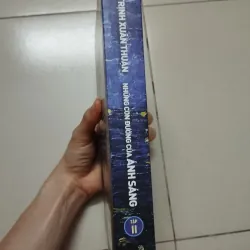 TRỊNH XUÂN THUẬN
NHỮNG CON ĐƯỜNG CỦA ÁNH SÁNG
TẬP
II